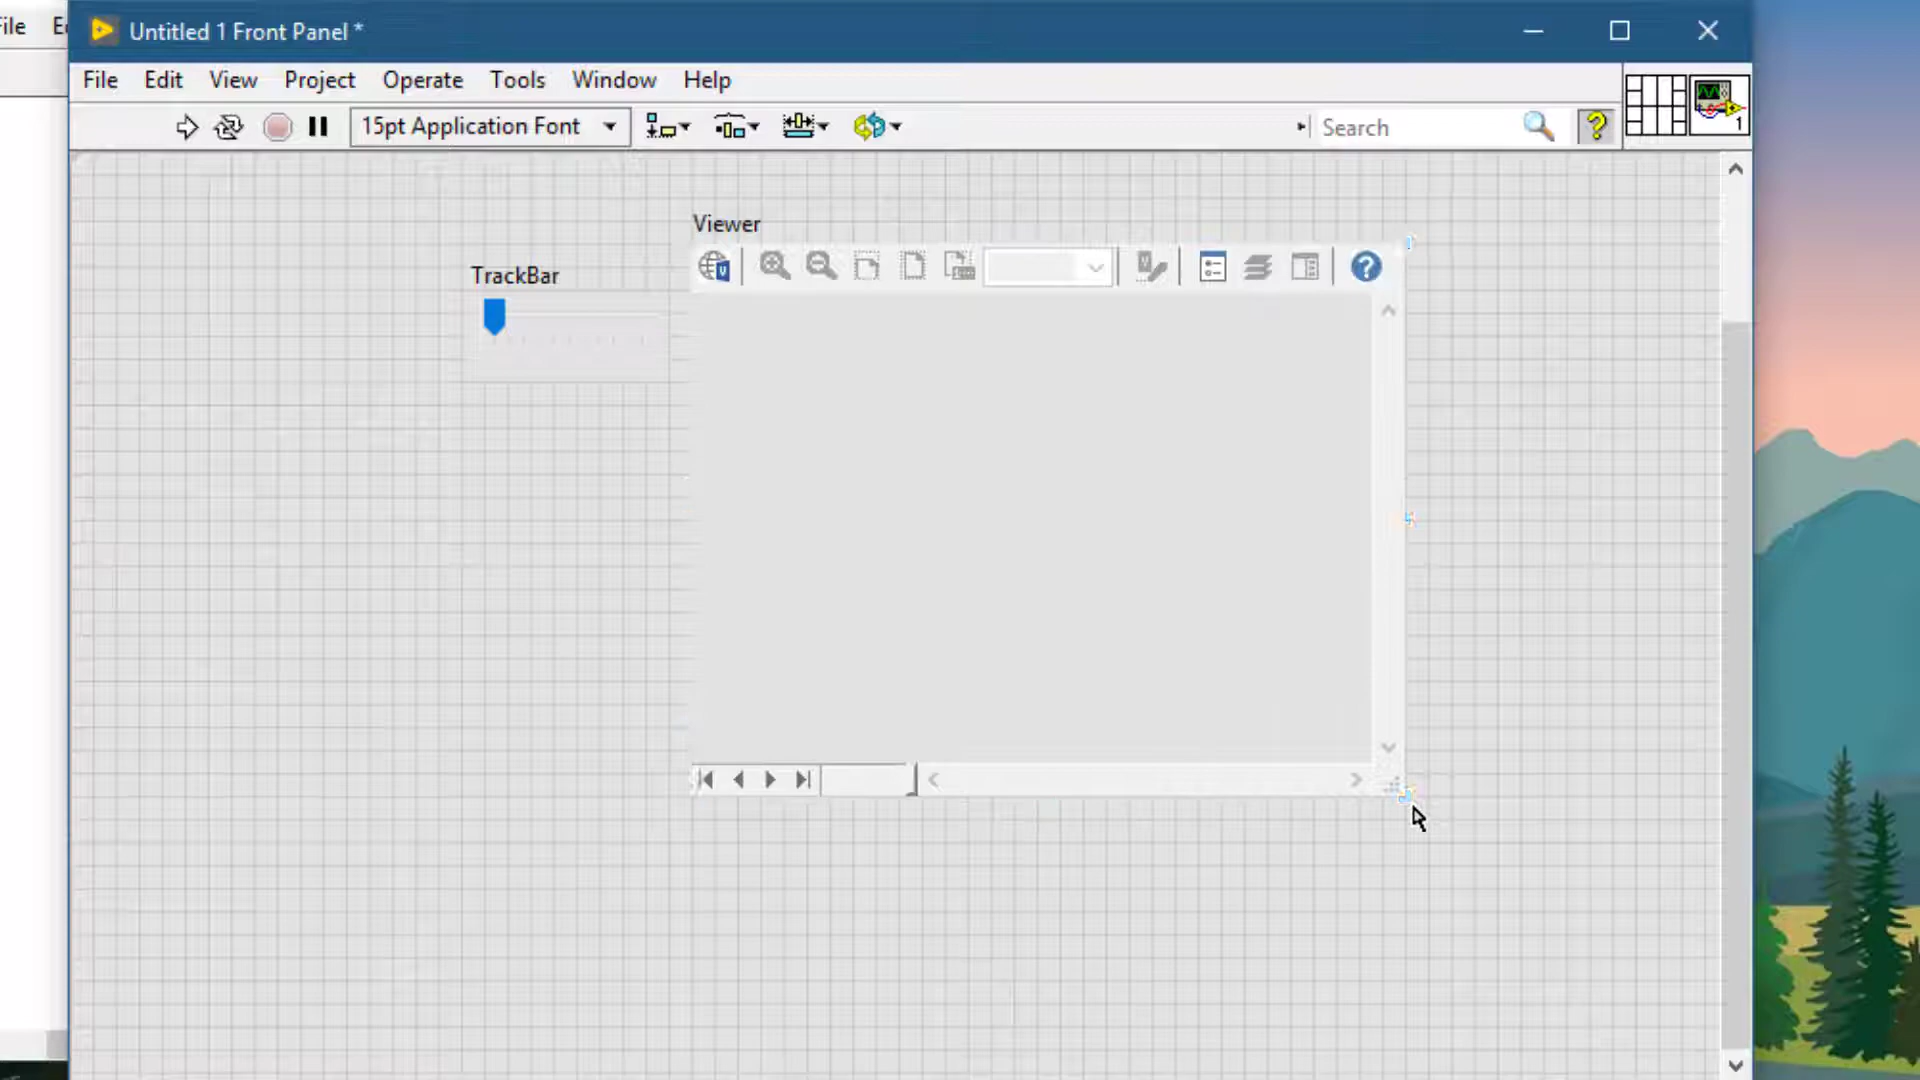 File
Untitled 1 Front Panel *
File Edit View Project Operate Tools Window Help
15pt Application Font
Search
?
1
Viewer
V
?
TrackBar